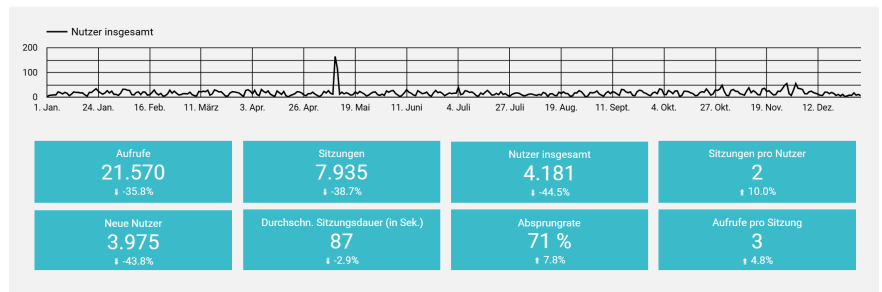 Nutzer insgesamt
200
100
0
1. Jan. 24. Jan. 16. Feb. 11. März 3. Apr. 26. Apr. 19. Mai 11. Juni 4. Juli 27. Juli 19. Aug. 11. Sept. 4. Okt. 27. Okt. 19. Nov. 12. Dez.
Aufrufe Sitzungen Nutzer insgesamt Sitzungen pro Nutzer
21.570 7.935 4.181 2
⬇ -35.8% ⬇ -38.7% ⬇ -44.5% ⬆ 10.0%
Neue Nutzer Durchschn. Sitzungsdauer (in Sek.) Absprungrate Aufrufe pro Sitzung
3.975 87 71 % 3
⬇ -43.8% ⬇ -2.9% ⬆ 7.8% ⬆ 4.8%